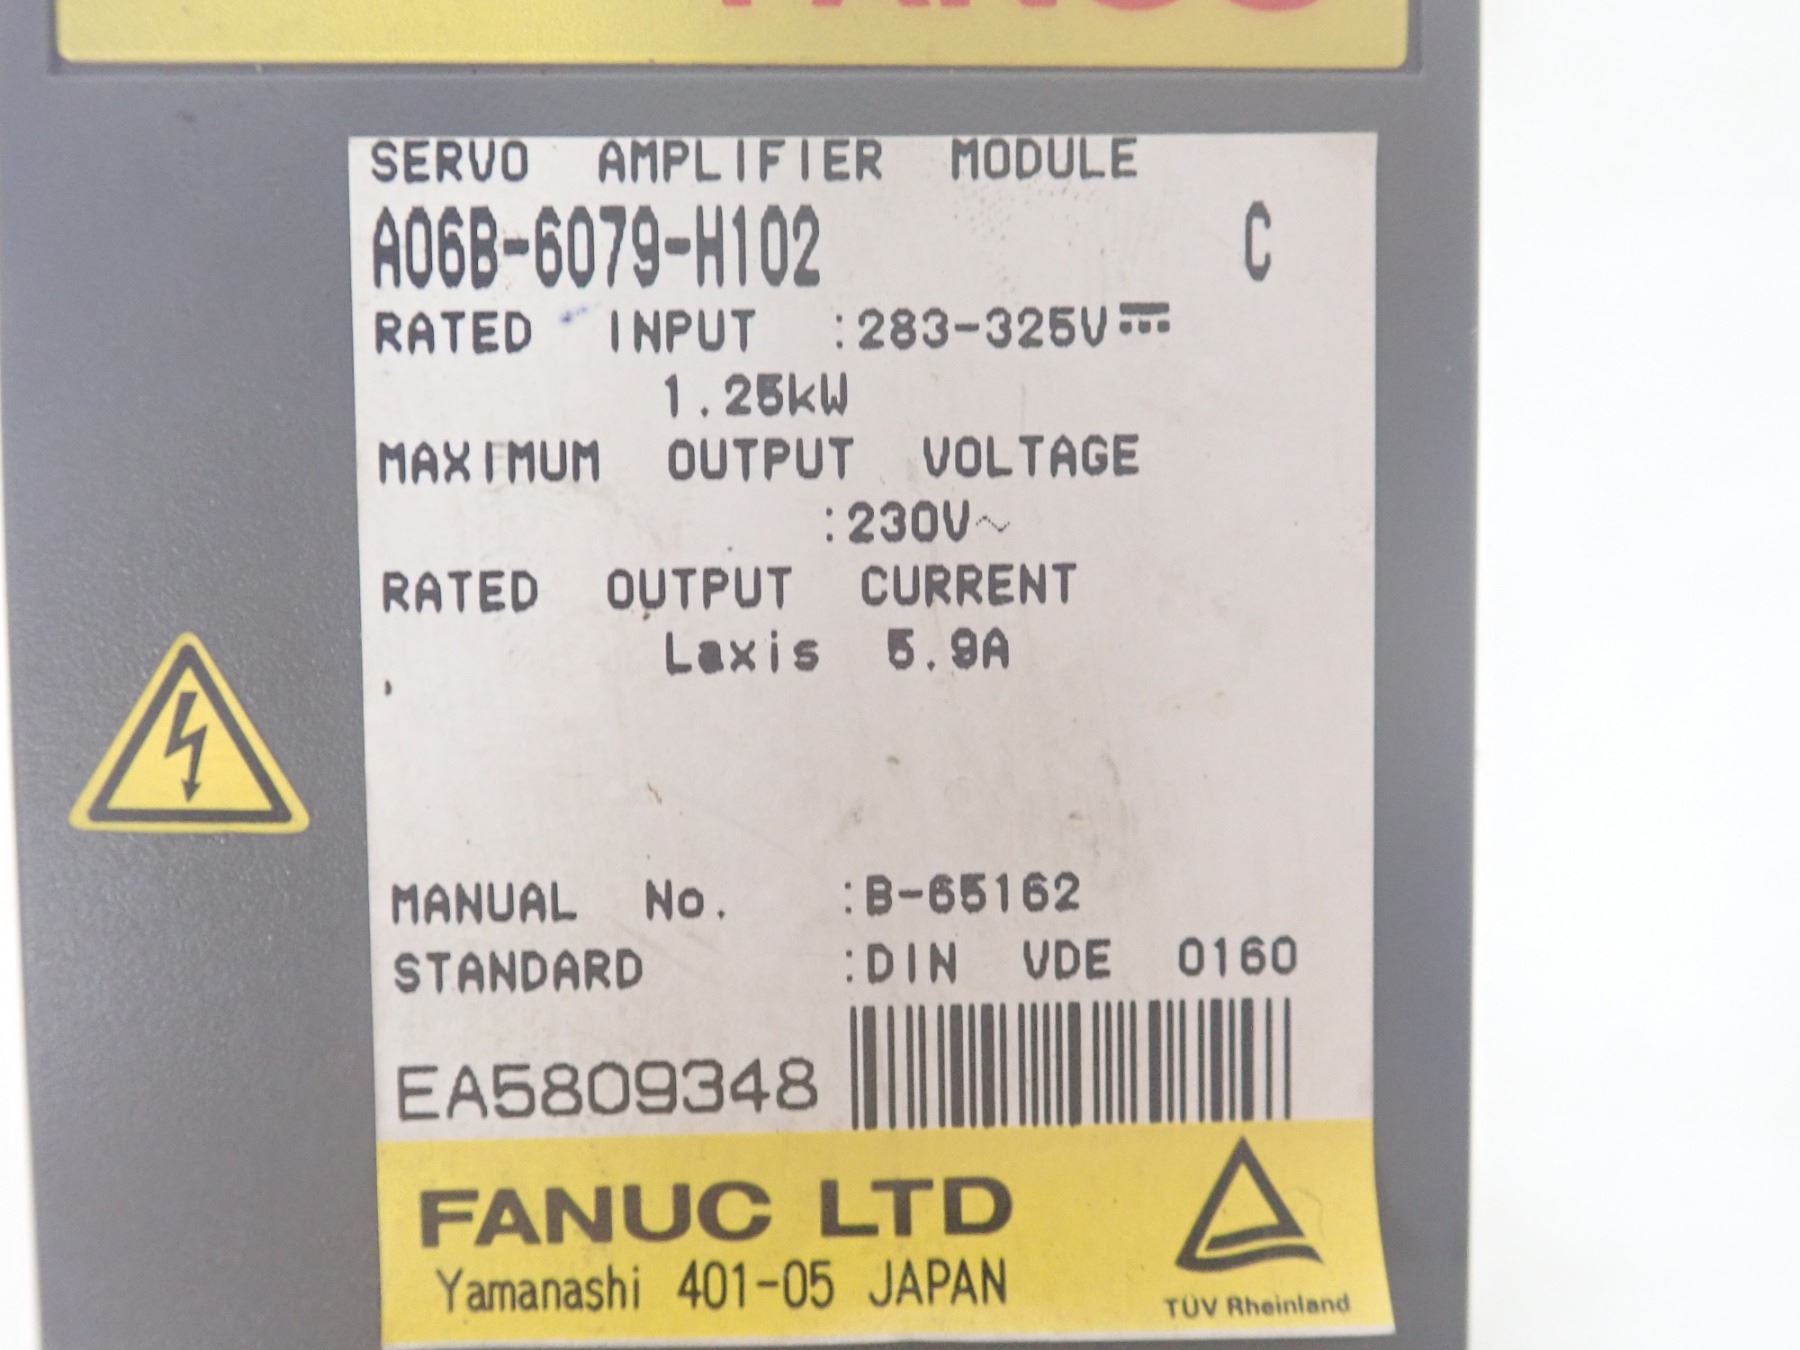 FANUC
SERVO AMPLIFIER MODULE
A06B-6079-H102 C
RATED INPUT :283-325V⎓
1.25kW
MAXIMUM OUTPUT VOLTAGE
:230V~
RATED OUTPUT CURRENT
Laxis 5.9A
MANUAL No. :B-65162
STANDARD :DIN VDE 0160
EA5809348
FANUC LTD
Yamanashi 401-05 JAPAN
TÜV Rheinland